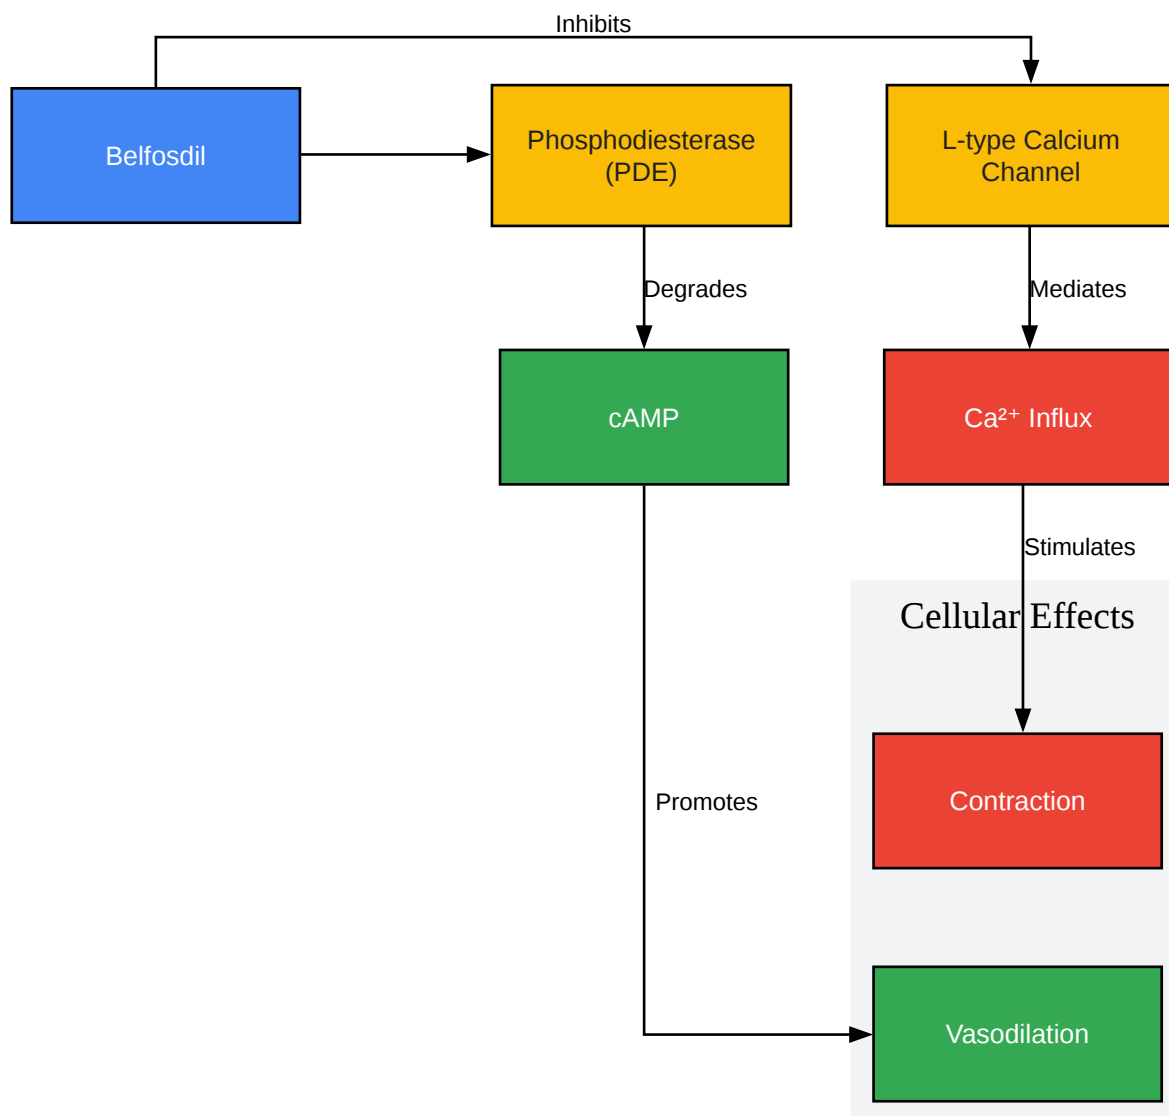 Inhibits
Belfosdil
Phosphodiesterase
(PDE)
L-type Calcium
Channel
Degrades
Mediates
cAMP
Ca²⁺ Influx
Stimulates
Cellular Effects
Promotes
Contraction
Vasodilation